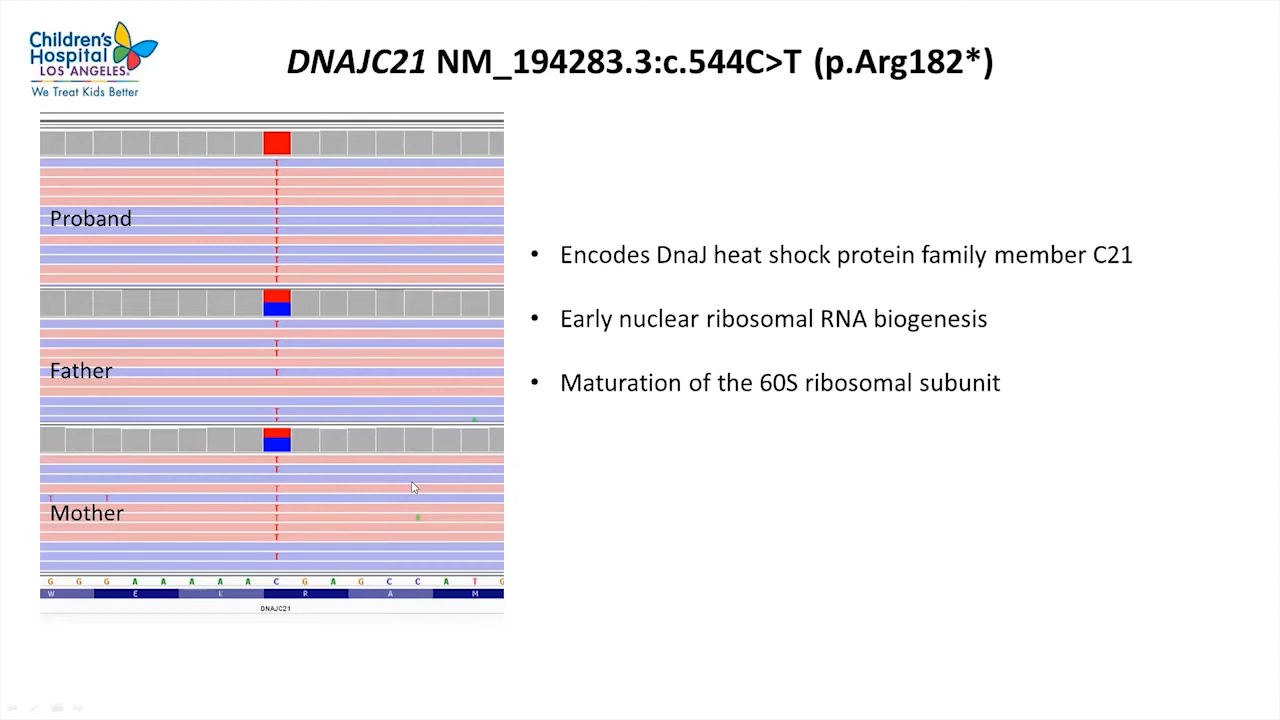 Children's
Hospital
LOS ANGELES®
We Treat Kids Better
DNAJC21 NM_194283.3:c.544C>T (p.Arg182*)
T
T
T
T
T
T
T
T
T
T
T
T
T
Proband
T
T
T
T
T
T
Father
T
T
T
T T T
T
T
T
T
T
Mother
G G G A A A A A C G A G C C A T G
W E K R A M
DNAJC21
• Encodes DnaJ heat shock protein family member C21
• Early nuclear ribosomal RNA biogenesis
• Maturation of the 60S ribosomal subunit